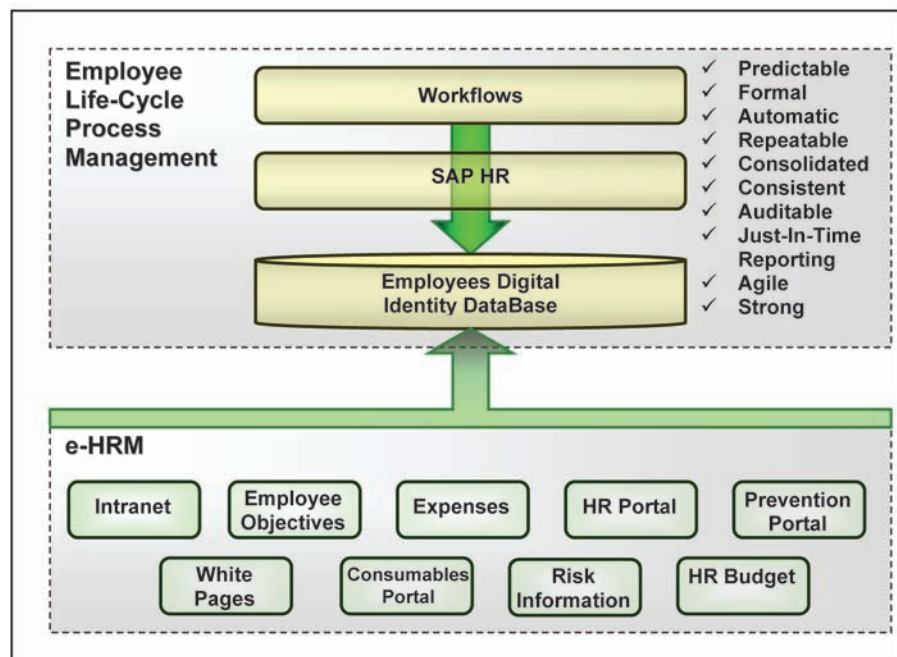 Employee
Life-Cycle
Process
Management
Workflows
SAP HR
Employees Digital
Identity DataBase
✓ Predictable
✓ Formal
✓ Automatic
✓ Repeatable
✓ Consolidated
✓ Consistent
✓ Auditable
✓ Just-In-Time
Reporting
✓ Agile
✓ Strong
e-HRM
Intranet
Employee
Objectives
Expenses
HR Portal
Prevention
Portal
White
Pages
Consumables
Portal
Risk
Information
HR Budget